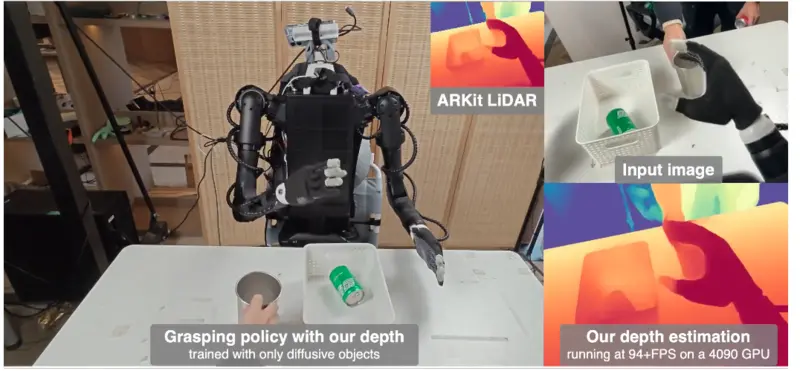 ARKit LiDAR
Input image
Grasping policy with our depth
trained with only diffusive objects
Our depth estimation
running at 94+FPS on a 4090 GPU